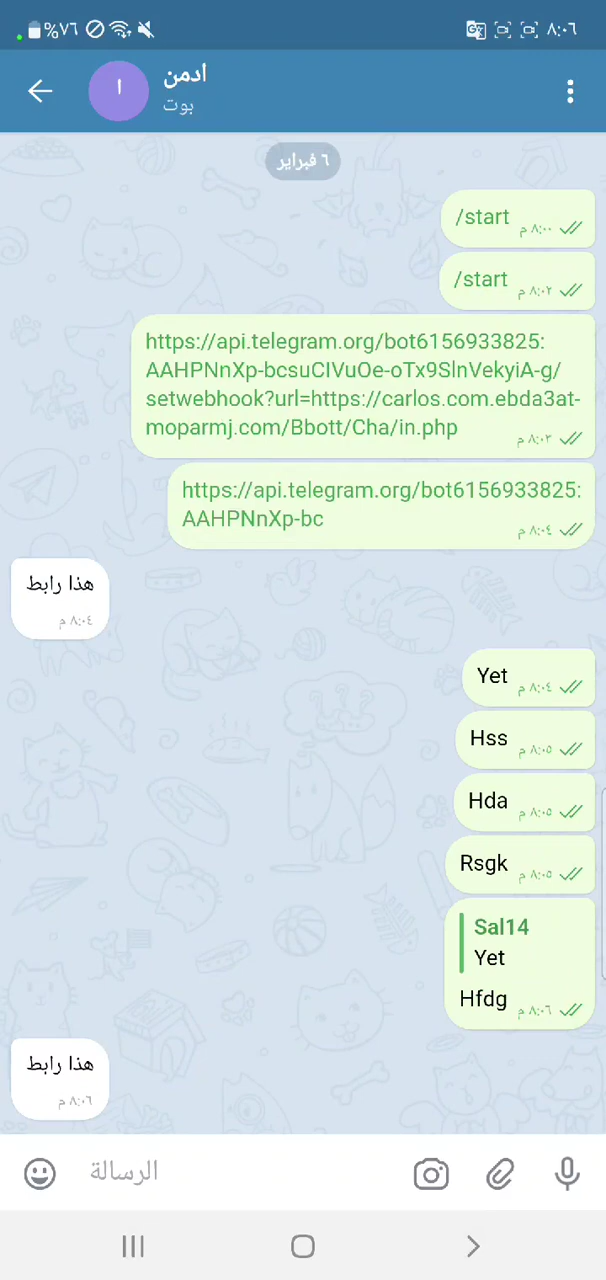 %٧٦ ٨:٠٦
ادمن
ا
بوت
٦ فبراير
/start
٨:٠٠ م
/start
٨:٠٢ م
https://api.telegram.org/bot6156933825:
AAHPNnXp-bcsuCIVuOe-oTx9SlnVekyiA-g/
setwebhook?url=https://carlos.com.ebda3at-
moparmj.com/Bbott/Cha/in.php
٨:٠٣ م
https://api.telegram.org/bot6156933825:
AAHPNnXp-bc
٨:٠٤ م
هذا رابط
٨:٠٤ م
Yet
٨:٠٤ م
Hss
٨:٠٥ م
Hda
٨:٠٥ م
Rsgk
٨:٠٥ م
Sal14
Yet
Hfdg
٨:٠٦ م
هذا رابط
٨:٠٦ م
الرسالة